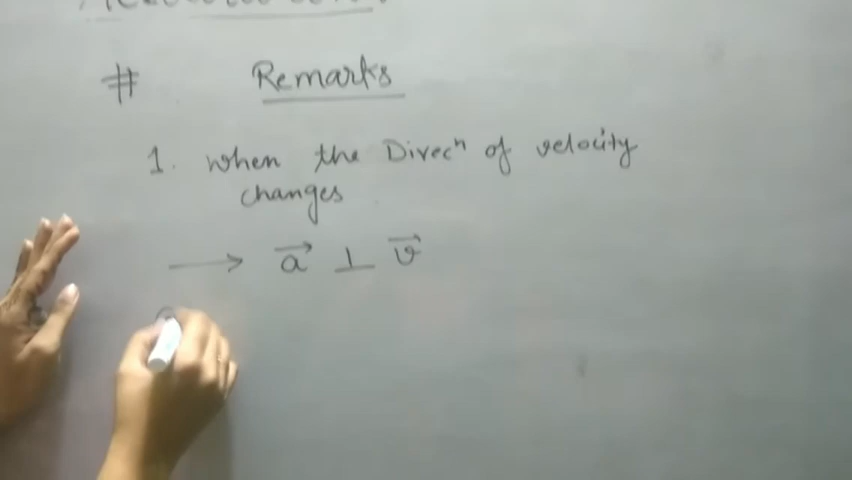 # Remarks
1. when the Direcⁿ of velocity
changes
⟶ a⃗ ⊥ v⃗